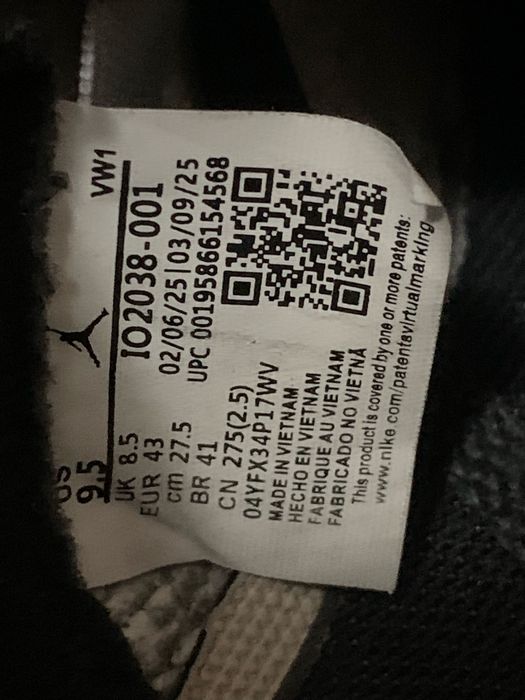 VW1
US
9.5
UK 8.5
EUR 43
cm 27.5
BR 41
CN 275(2.5)
IO2038-001
02/06/25|03/09/25
UPC 00195866154568
04YFX34P17WV
MADE IN VIETNAM
HECHO EN VIETNAM
FABRIQUE AU VIETNAM
FABRICADO NO VIETNÃ
This product is covered by one or more patents:
www.nike.com/patentavirtualmarking